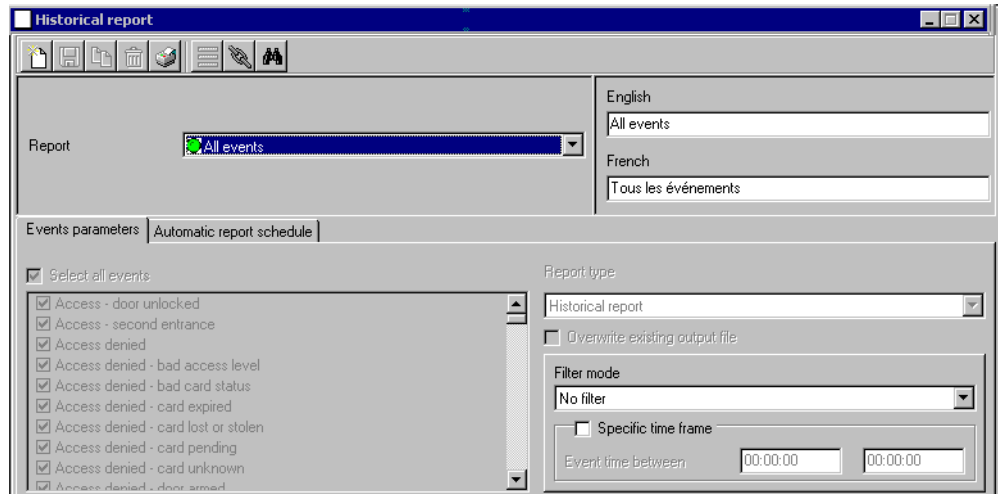 Historical report
English
All events
Report
All events
French
Tous les événements
Events parameters
Automatic report schedule
Select all events
Access - door unlocked
Access - second entrance
Access denied
Access denied - bad access level
Access denied - bad card status
Access denied - card expired
Access denied - card lost or stolen
Access denied - card pending
Access denied - card unknown
Access denied - door armed
Report type
Historical report
Overwrite existing output file
Filter mode
No filter
Specific time frame
Event time between
00:00:00
00:00:00